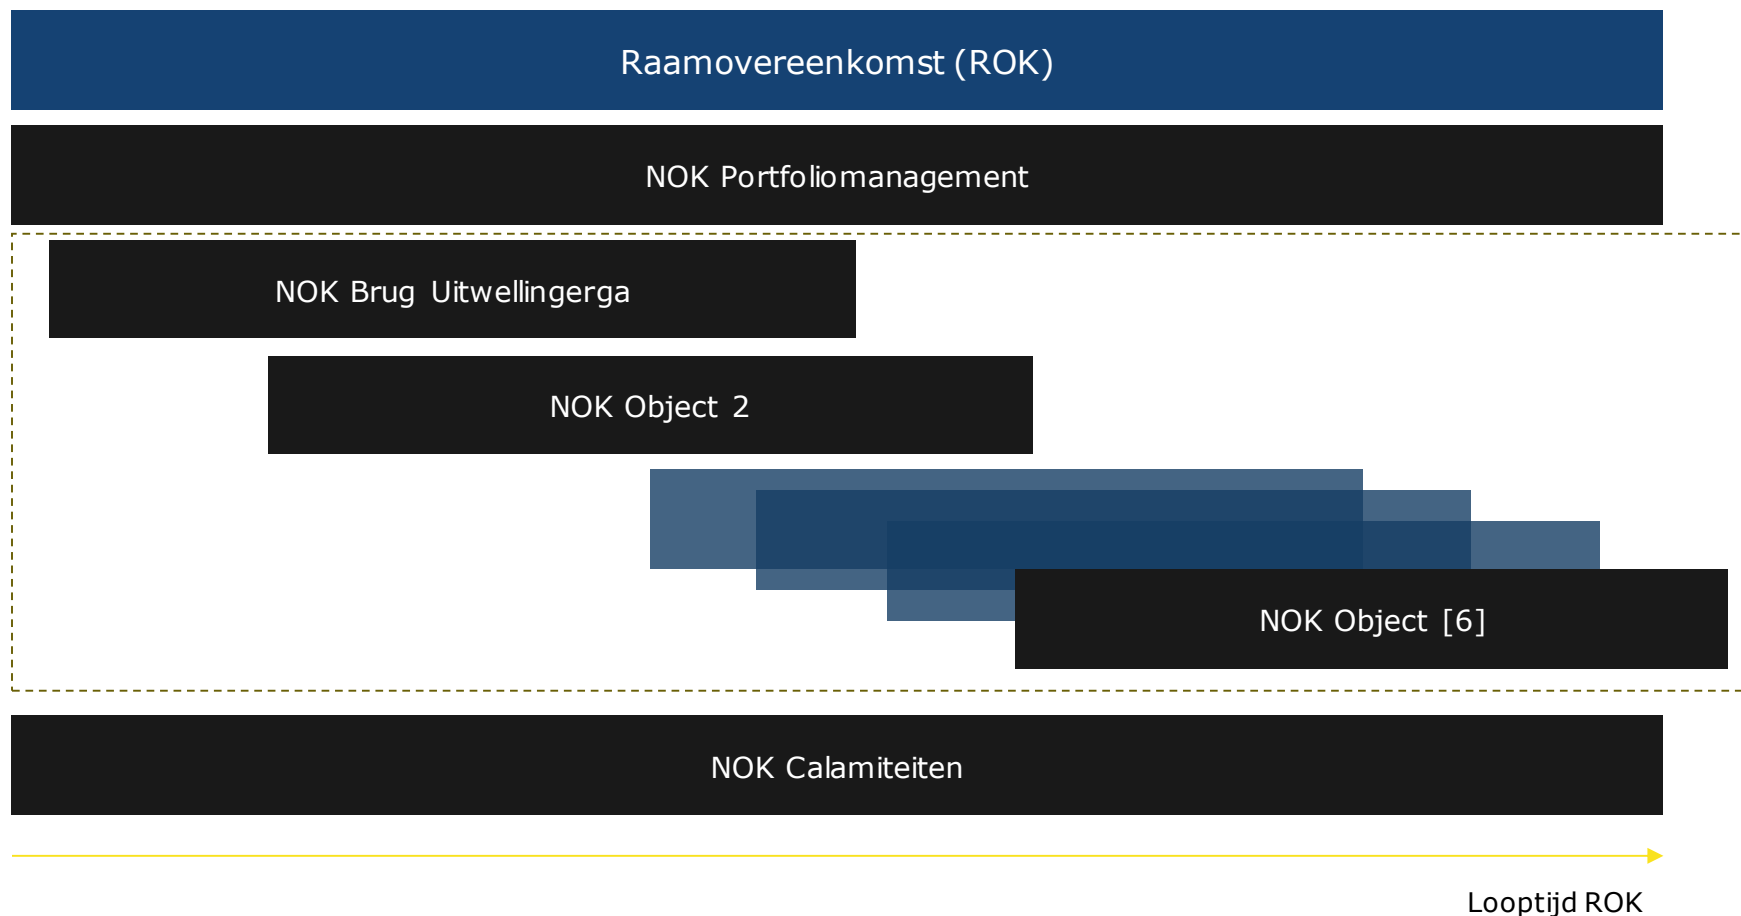 Raamovereenkomst (ROK)
NOK Portfoliomanagement
NOK Brug Uitwellingerga
NOK Object 2
NOK Object [6]
NOK Calamiteiten
Looptijd ROK